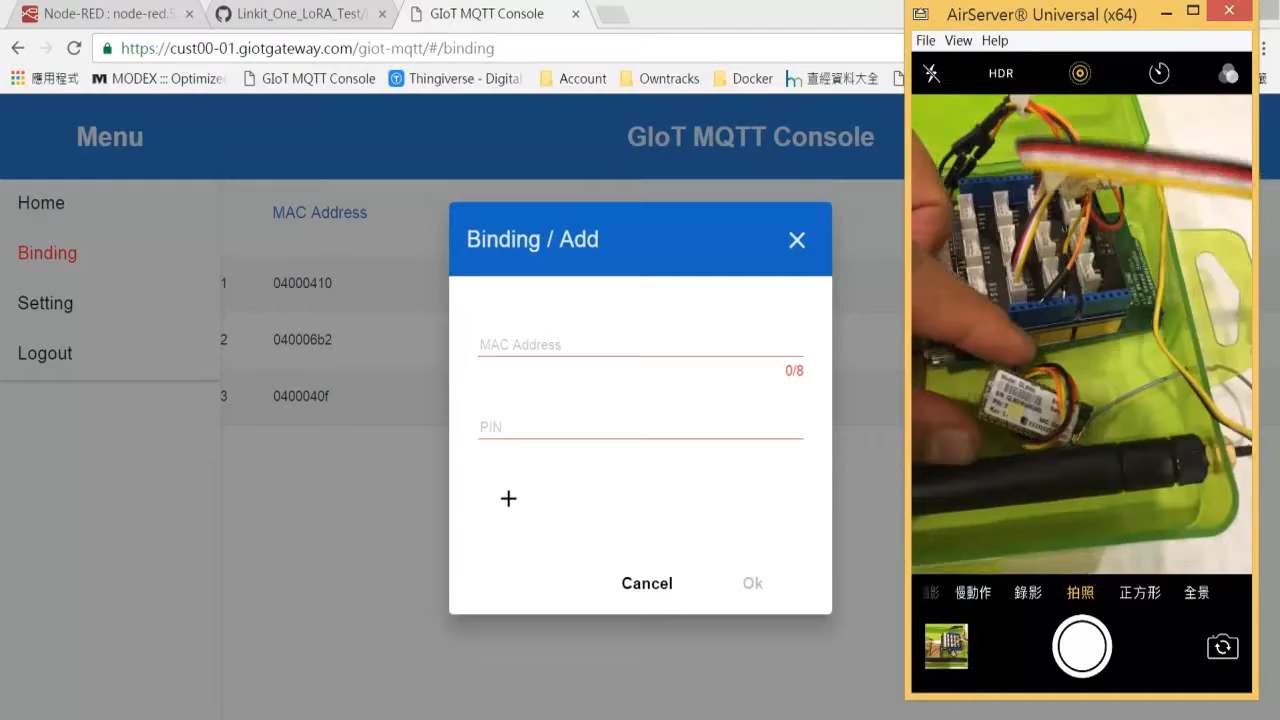 Node-RED : node-red.5
LinkIt_One_LoRA_Test/
GIoT MQTT Console
AirServer® Universal (x64)
https://cust00-01.giotgateway.com/giot-mqtt/#/binding
File View Help
應用程式
MODEX ::: Optimize
GIoT MQTT Console
Thingiverse - Digital
Account
Owntracks
Docker
查經資料大全
HDR
Menu
GIoT MQTT Console
Home
Binding
Setting
Logout
MAC Address
1 04000410
2 040006b2
3 0400040f
Binding / Add
MAC Address
0/8
PIN
Cancel
Ok
慢動作 錄影 拍照 正方形 全景